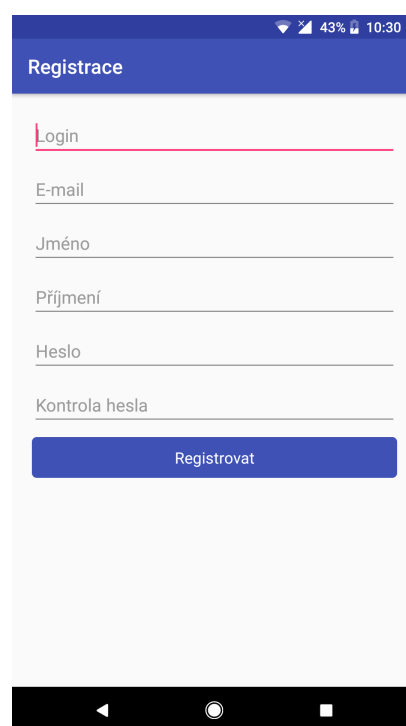 43% 10:30
Registrace
Login
E-mail
Jméno
Příjmení
Heslo
Kontrola hesla
Registrovat